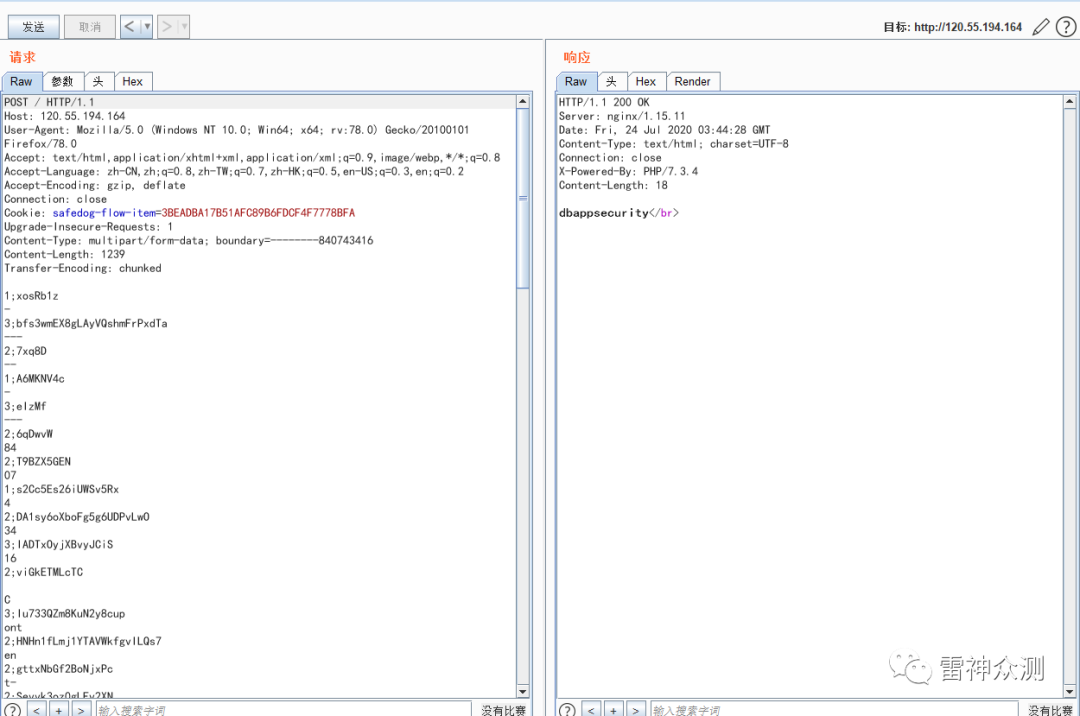 发送
取消
<
>
目标: http://120.55.194.164
?
请求
Raw
参数
头
Hex
POST / HTTP/1.1
Host: 120.55.194.164
User-Agent: Mozilla/5.0 (Windows NT 10.0; Win64; x64; rv:78.0) Gecko/20100101
Firefox/78.0
Accept: text/html,application/xhtml+xml,application/xml;q=0.9,image/webp,*/*;q=0.8
Accept-Language: zh-CN,zh;q=0.8,zh-TW;q=0.7,zh-HK;q=0.5,en-US;q=0.3,en;q=0.2
Accept-Encoding: gzip, deflate
Connection: close
Cookie: safedog-flow-item=3BEADBA17B51AFC89B6FDCF4F7778BFA
Upgrade-Insecure-Requests: 1
Content-Type: multipart/form-data; boundary=--------840743416
Content-Length: 1239
Transfer-Encoding: chunked
1;xosRb1z
-
3;bfs3wmEX8gLAyVQshmFrPxdTa
---
2;7xq8D
--
1;A6MKNV4c
-
3;eIzMf
---
2;6qDwvW
84
2;T9BZX5GEN
07
1;s2Cc5Es26iUWSv5Rx
4
2;DA1sy6oXboFg5g6UDPvLwO
34
3;IADTxOyjXBvyJCiS
16
2;viGkETMLcTC
C
3;Iu733QZm8KuN2y8cup
ont
2;HNHn1fLmj1YTAVWkfgvILQs7
en
2;gttxNbGf2BoNjxPc
t-
?
<
+
>
输入搜索字词
没有比赛
响应
Raw
头
Hex
Render
HTTP/1.1 200 OK
Server: nginx/1.15.11
Date: Fri, 24 Jul 2020 03:44:28 GMT
Content-Type: text/html; charset=UTF-8
Connection: close
X-Powered-By: PHP/7.3.4
Content-Length: 18
dbappsecurity</br>
雷神众测
?
<
+
>
输入搜索字词
没有比赛